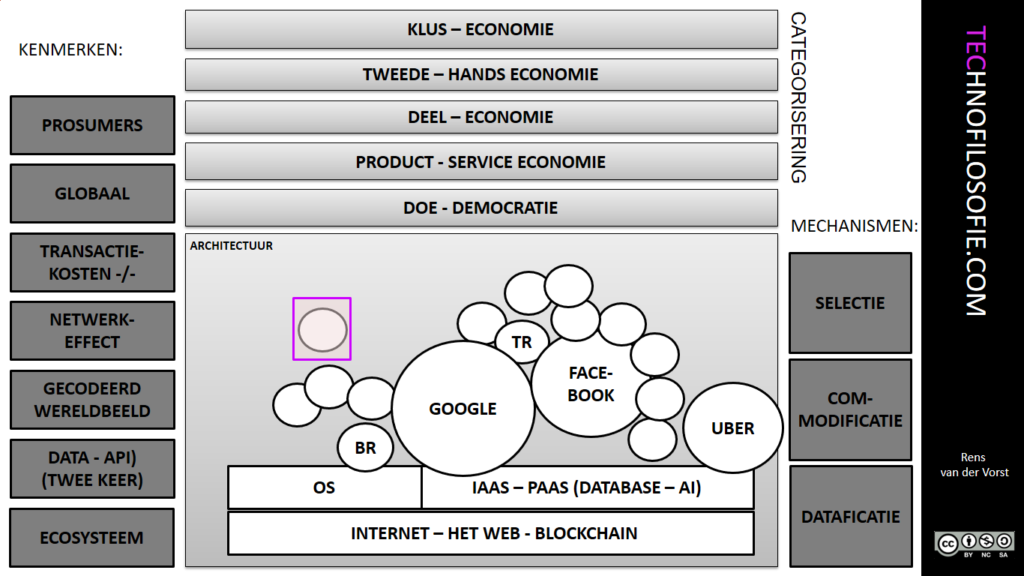 KENMERKEN:
PROSUMERS
GLOBAAL
TRANSACTIE-
KOSTEN -/-
NETWERK-
EFFECT
GECODEERD
WERELDBEELD
DATA - API)
(TWEE KEER)
ECOSYSTEEM
KLUS – ECONOMIE
TWEEDE – HANDS ECONOMIE
DEEL – ECONOMIE
PRODUCT - SERVICE ECONOMIE
DOE - DEMOCRATIE
ARCHITECTUUR
TR
GOOGLE
FACE-
BOOK
BR
UBER
OS
IAAS – PAAS (DATABASE – AI)
INTERNET – HET WEB - BLOCKCHAIN
CATEGORISERING
MECHANISMEN:
SELECTIE
COM-
MODIFICATIE
DATAFICATIE
TECHNOFILOSOFIE.COM
Rens
van der Vorst
cc
BY NC SA